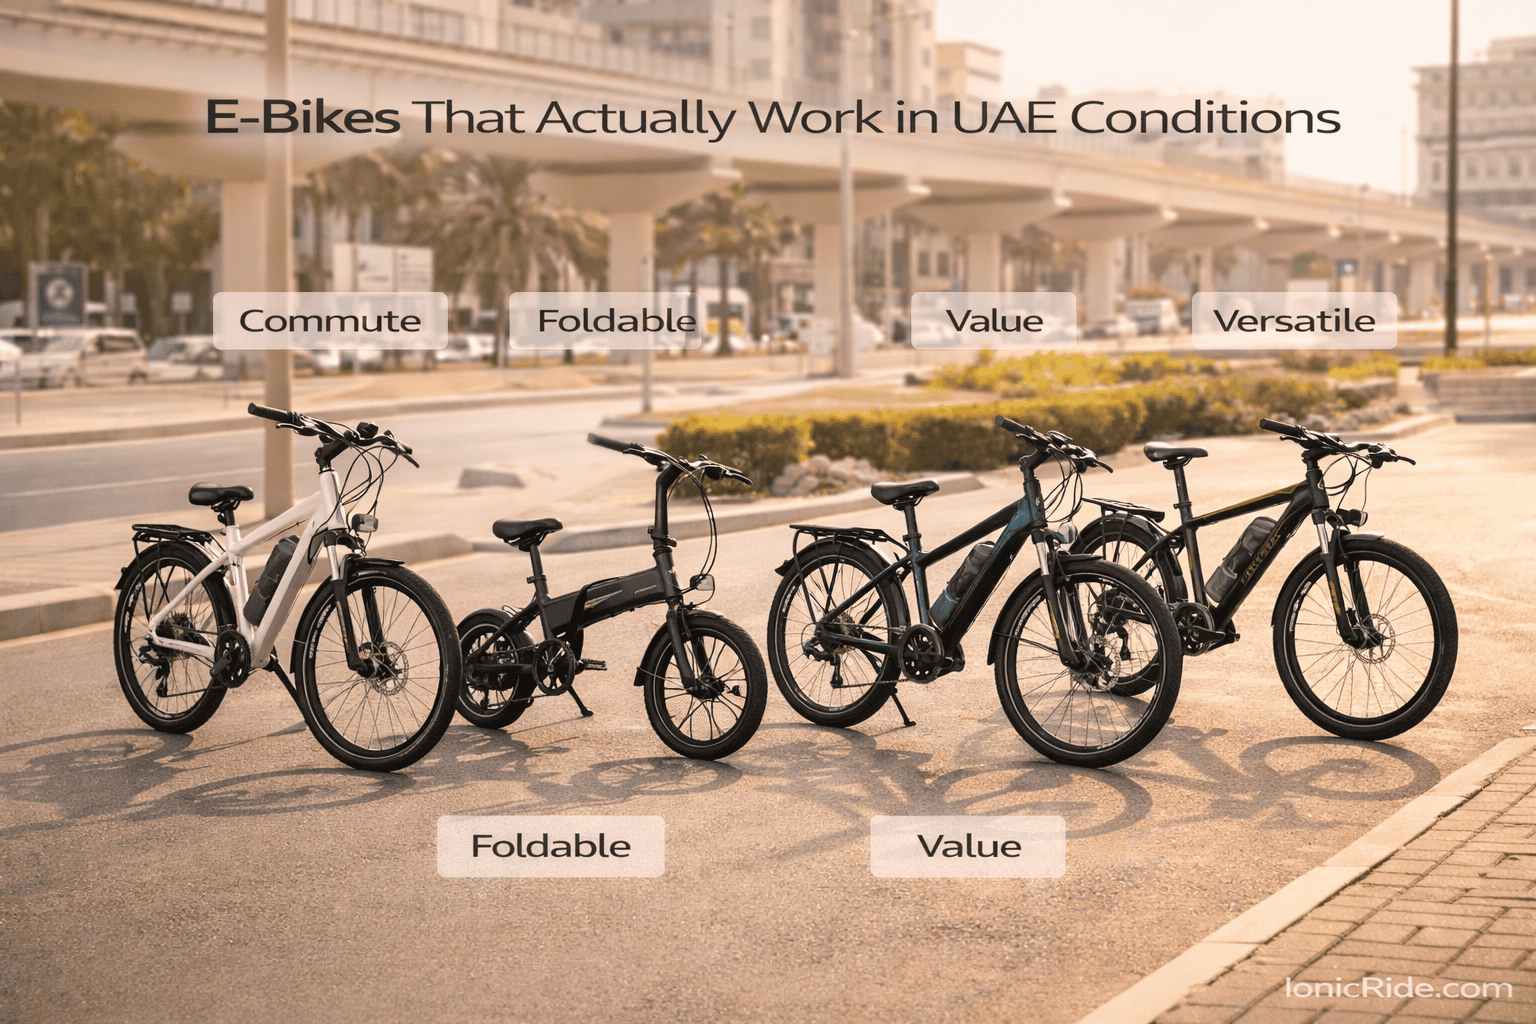 E-Bikes That Actually Work in UAE Conditions
Commute
Foldable
Value
Versatile
Foldable
Value
IonicRide.com